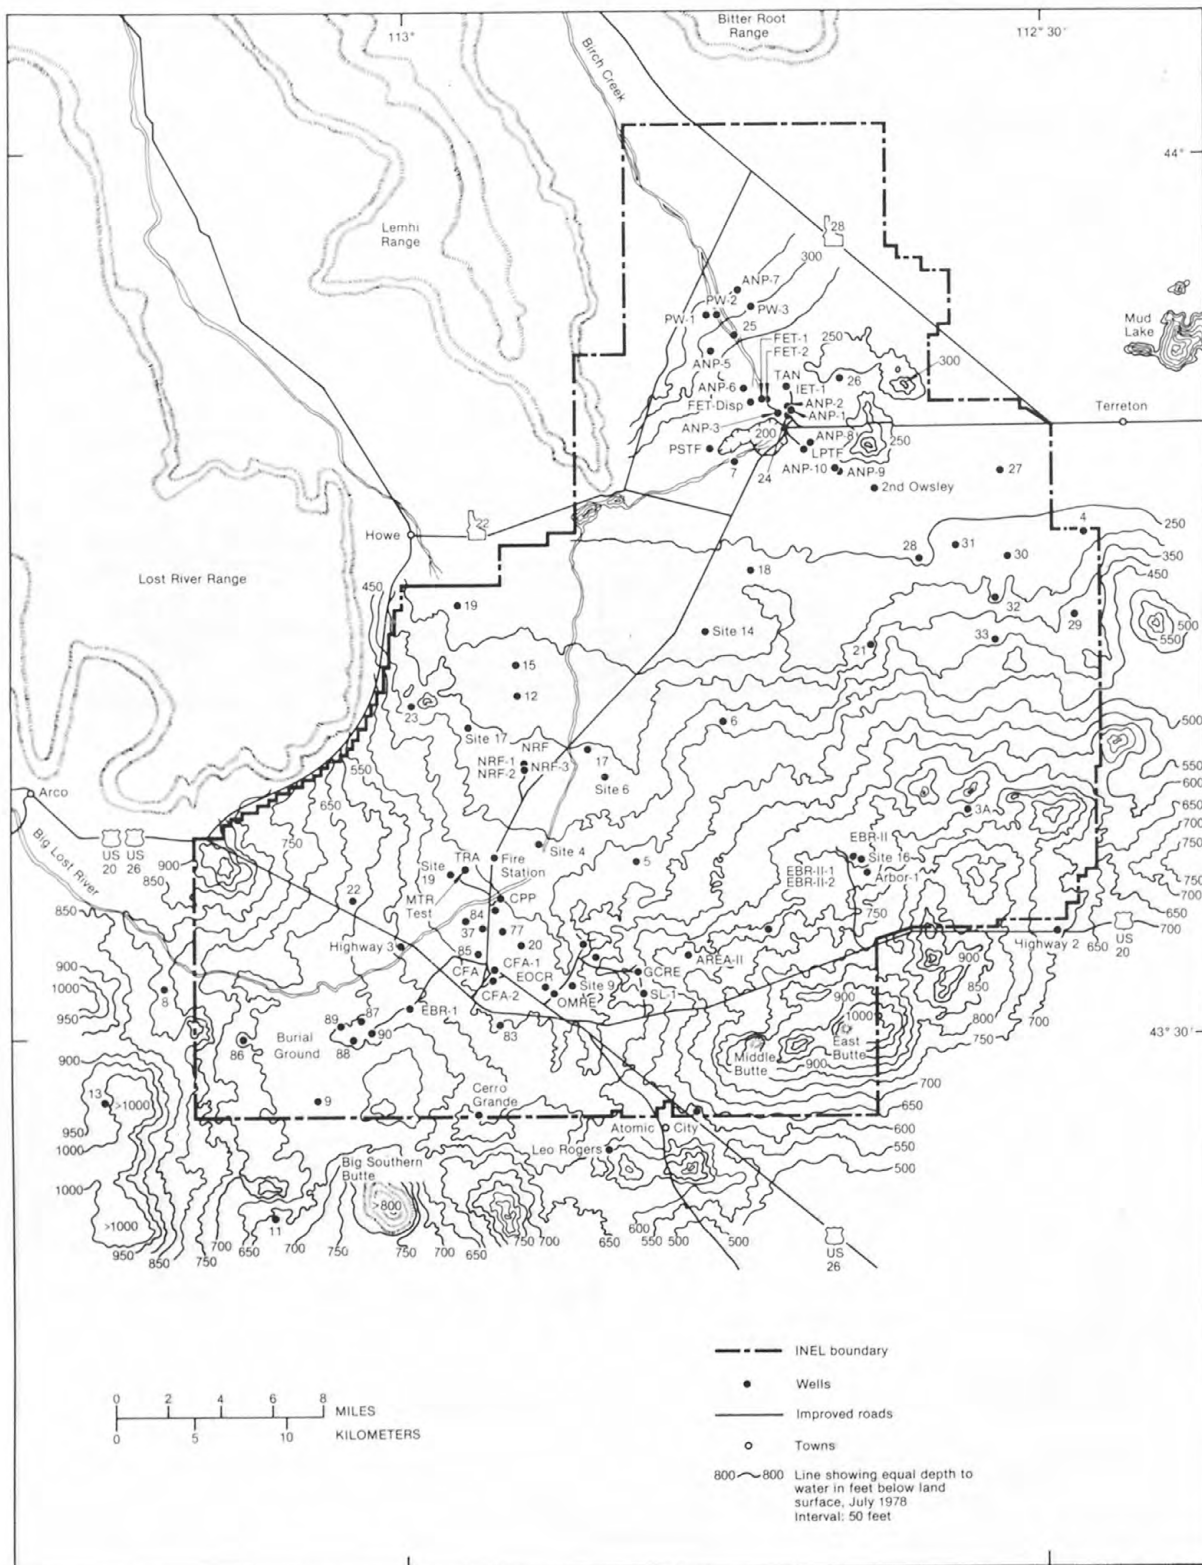 113°
112° 30'
Bitter Root
Range
Birch Creek
44°
Lemhi
Range
28
300
ANP-7
PW-2
PW-3
PW-1
25
Mud
Lake
FET-1
FET-2
250
ANP-5
TAN
26
300
ANP-6
IET-1
FET-Disp
ANP-2
ANP-1
ANP-3
Terreton
200
ANP-8
250
PSTF
LPTF
7
24
ANP-10
ANP-9
27
2nd Owsley
22
Howe
4
250
31
350
28
30
450
Lost River Range
18
450
32
19
29
500
Site 14
33
550
21
15
12
23
6
500
Site 17
NRF
17
550
NRF-1
NRF-3
550
NRF-2
Site 6
600
650
650
Arco
3A
700
750
750
US
20
US
26
900
Site 4
EBR-II
750
TRA
Fire
Station
5
Site 16
850
Site
19
EBR-II-1
EBR-II-2
Arbor-1
700
Big Lost River
22
MTR
Test
CPP
750
750
850
84
77
650
37
Highway 3
20
Highway 2
650
US
20
700
85
AREA-II
900
CFA
CFA-1
GCRE
900
1000
EOCR
Site 9
850
8
CFA-2
OMRE
SL-1
900
950
EBR-1
1000
800
700
89
87
83
East
Butte
750
43° 30'
Burial
Ground
90
86
88
Middle
Butte
900
900
700
13
>1000
9
Cerro
Grande
650
950
Atomic
City
600
1000
550
Leo Rogers
500
Big Southern
Butte
1000
>800
>1000
11
600
950
850
750
700
650
700
750
750
700
650
750
700
650
550
500
500
US
26
INEL boundary
Wells
0 2 4 6 8
MILES
Improved roads
0 5 10
KILOMETERS
Towns
800 800 Line showing equal depth to
water in feet below land
surface, July 1978
Interval: 50 feet